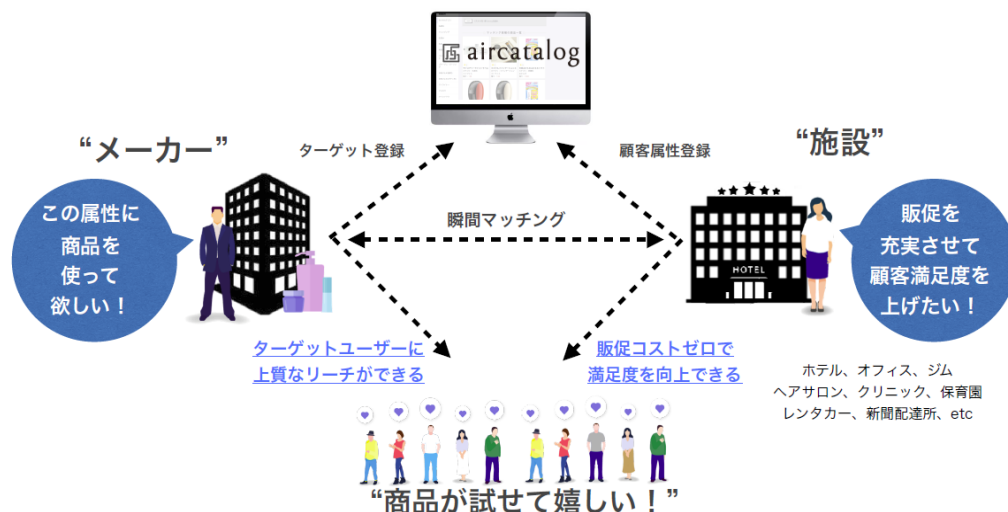 aircatalog
“メーカー”
ターゲット登録
顧客属性登録
“施設”
この属性に
商品を
使って
欲しい！
瞬間マッチング
HOTEL
販促を
充実させて
顧客満足度を
上げたい！
ターゲットユーザーに
上質なリーチができる
販促コストゼロで
満足度を向上できる
ホテル、オフィス、ジム
ヘアサロン、クリニック、保育園
レンタカー、新聞配達所、etc
“商品が試せて嬉しい！”